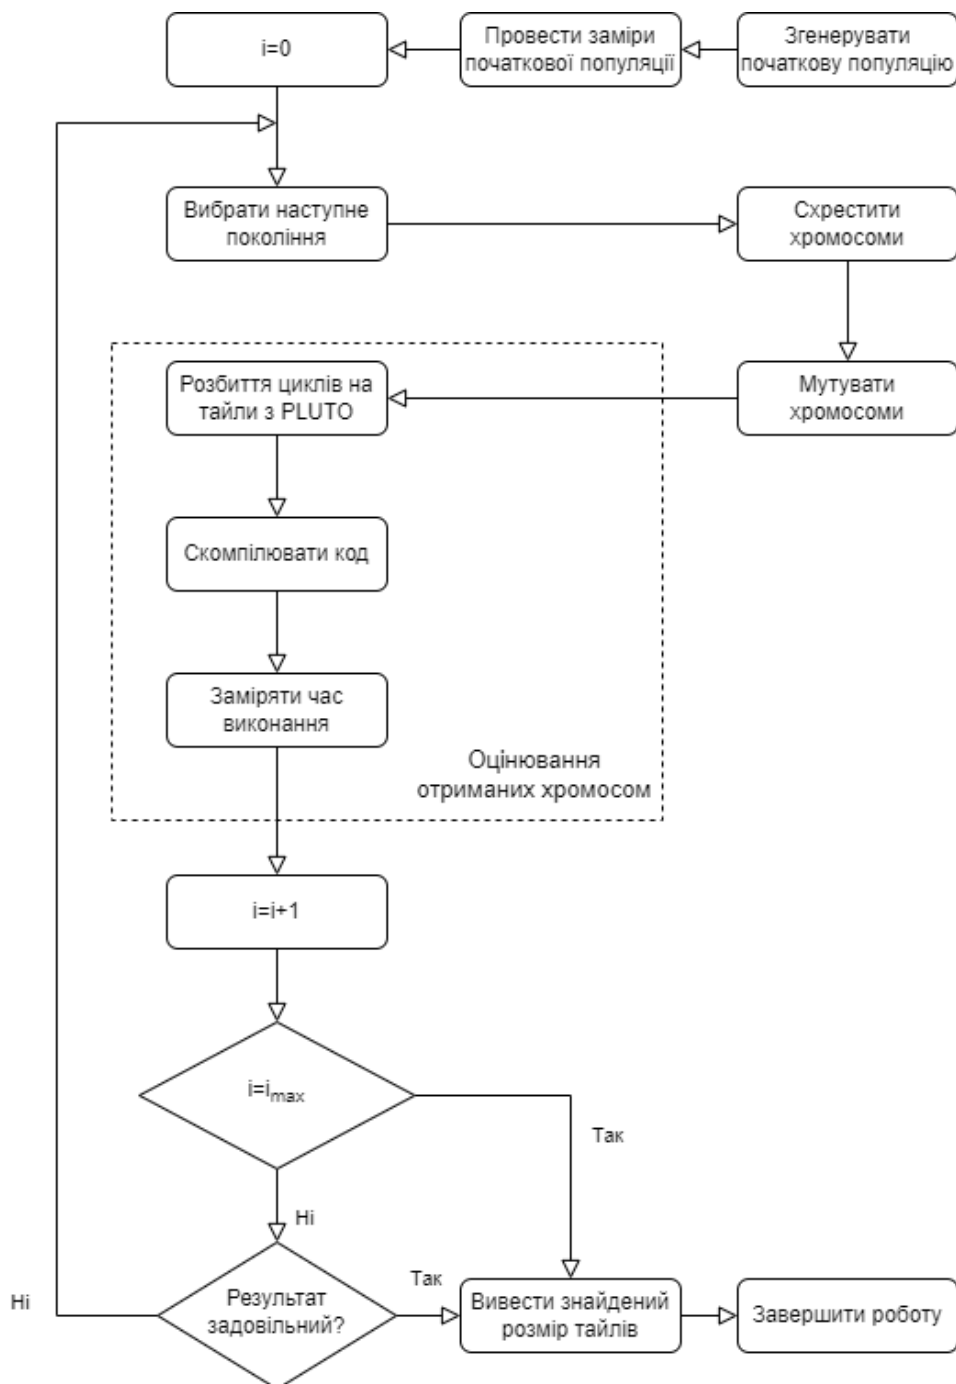 i=0
Провести заміри
початкової популяції
Згенерувати
початкову популяцію
Вибрати наступне
покоління
Схрестити
хромосоми
Розбиття циклів на
тайли з PLUTO
Мутувати
хромосоми
Скомпілювати код
Заміряти час
виконання
Оцінювання
отриманих хромосом
i=i+1
i=imax
Так
Ні
Ні
Результат
задовільний?
Так
Вивести знайдений
розмір тайлів
Завершити роботу